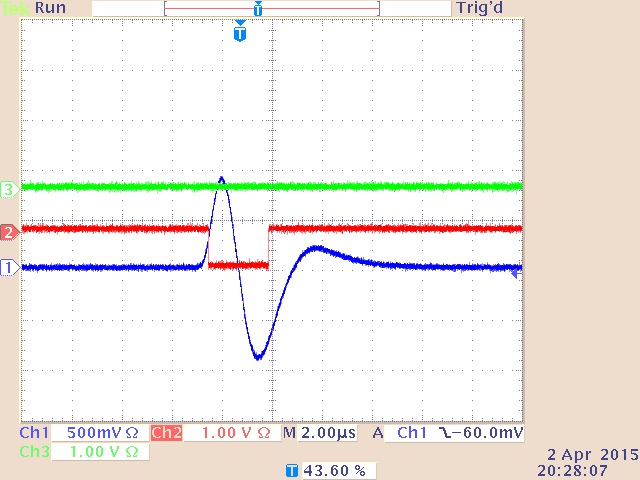 Tek Run Trig'd
T
T
3
2
1
Ch1 500mV Ω Ch2 1.00 V Ω M 2.00µs A Ch1 ∖−60.0mV
Ch3 1.00 V Ω
T 43.60 %
2 Apr 2015
20:28:07